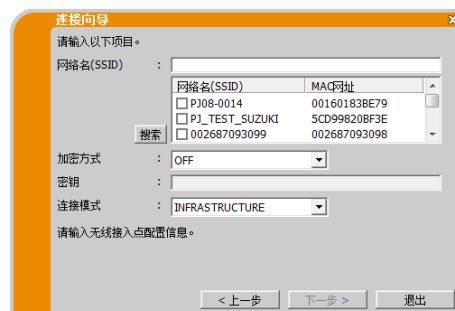 连接向导
x
请输入以下项目。
网络名(SSID) :
网络名(SSID) MAC网址
PJ08-0014 00160183BE79
PJ_TEST_SUZUKI 5CD99820BF3E
搜索 002687093099 002687093098
加密方式 : OFF
密钥 :
连接模式 : INFRASTRUCTURE
请输入无线接入点配置信息。
< 上一步 下一步 > 退出